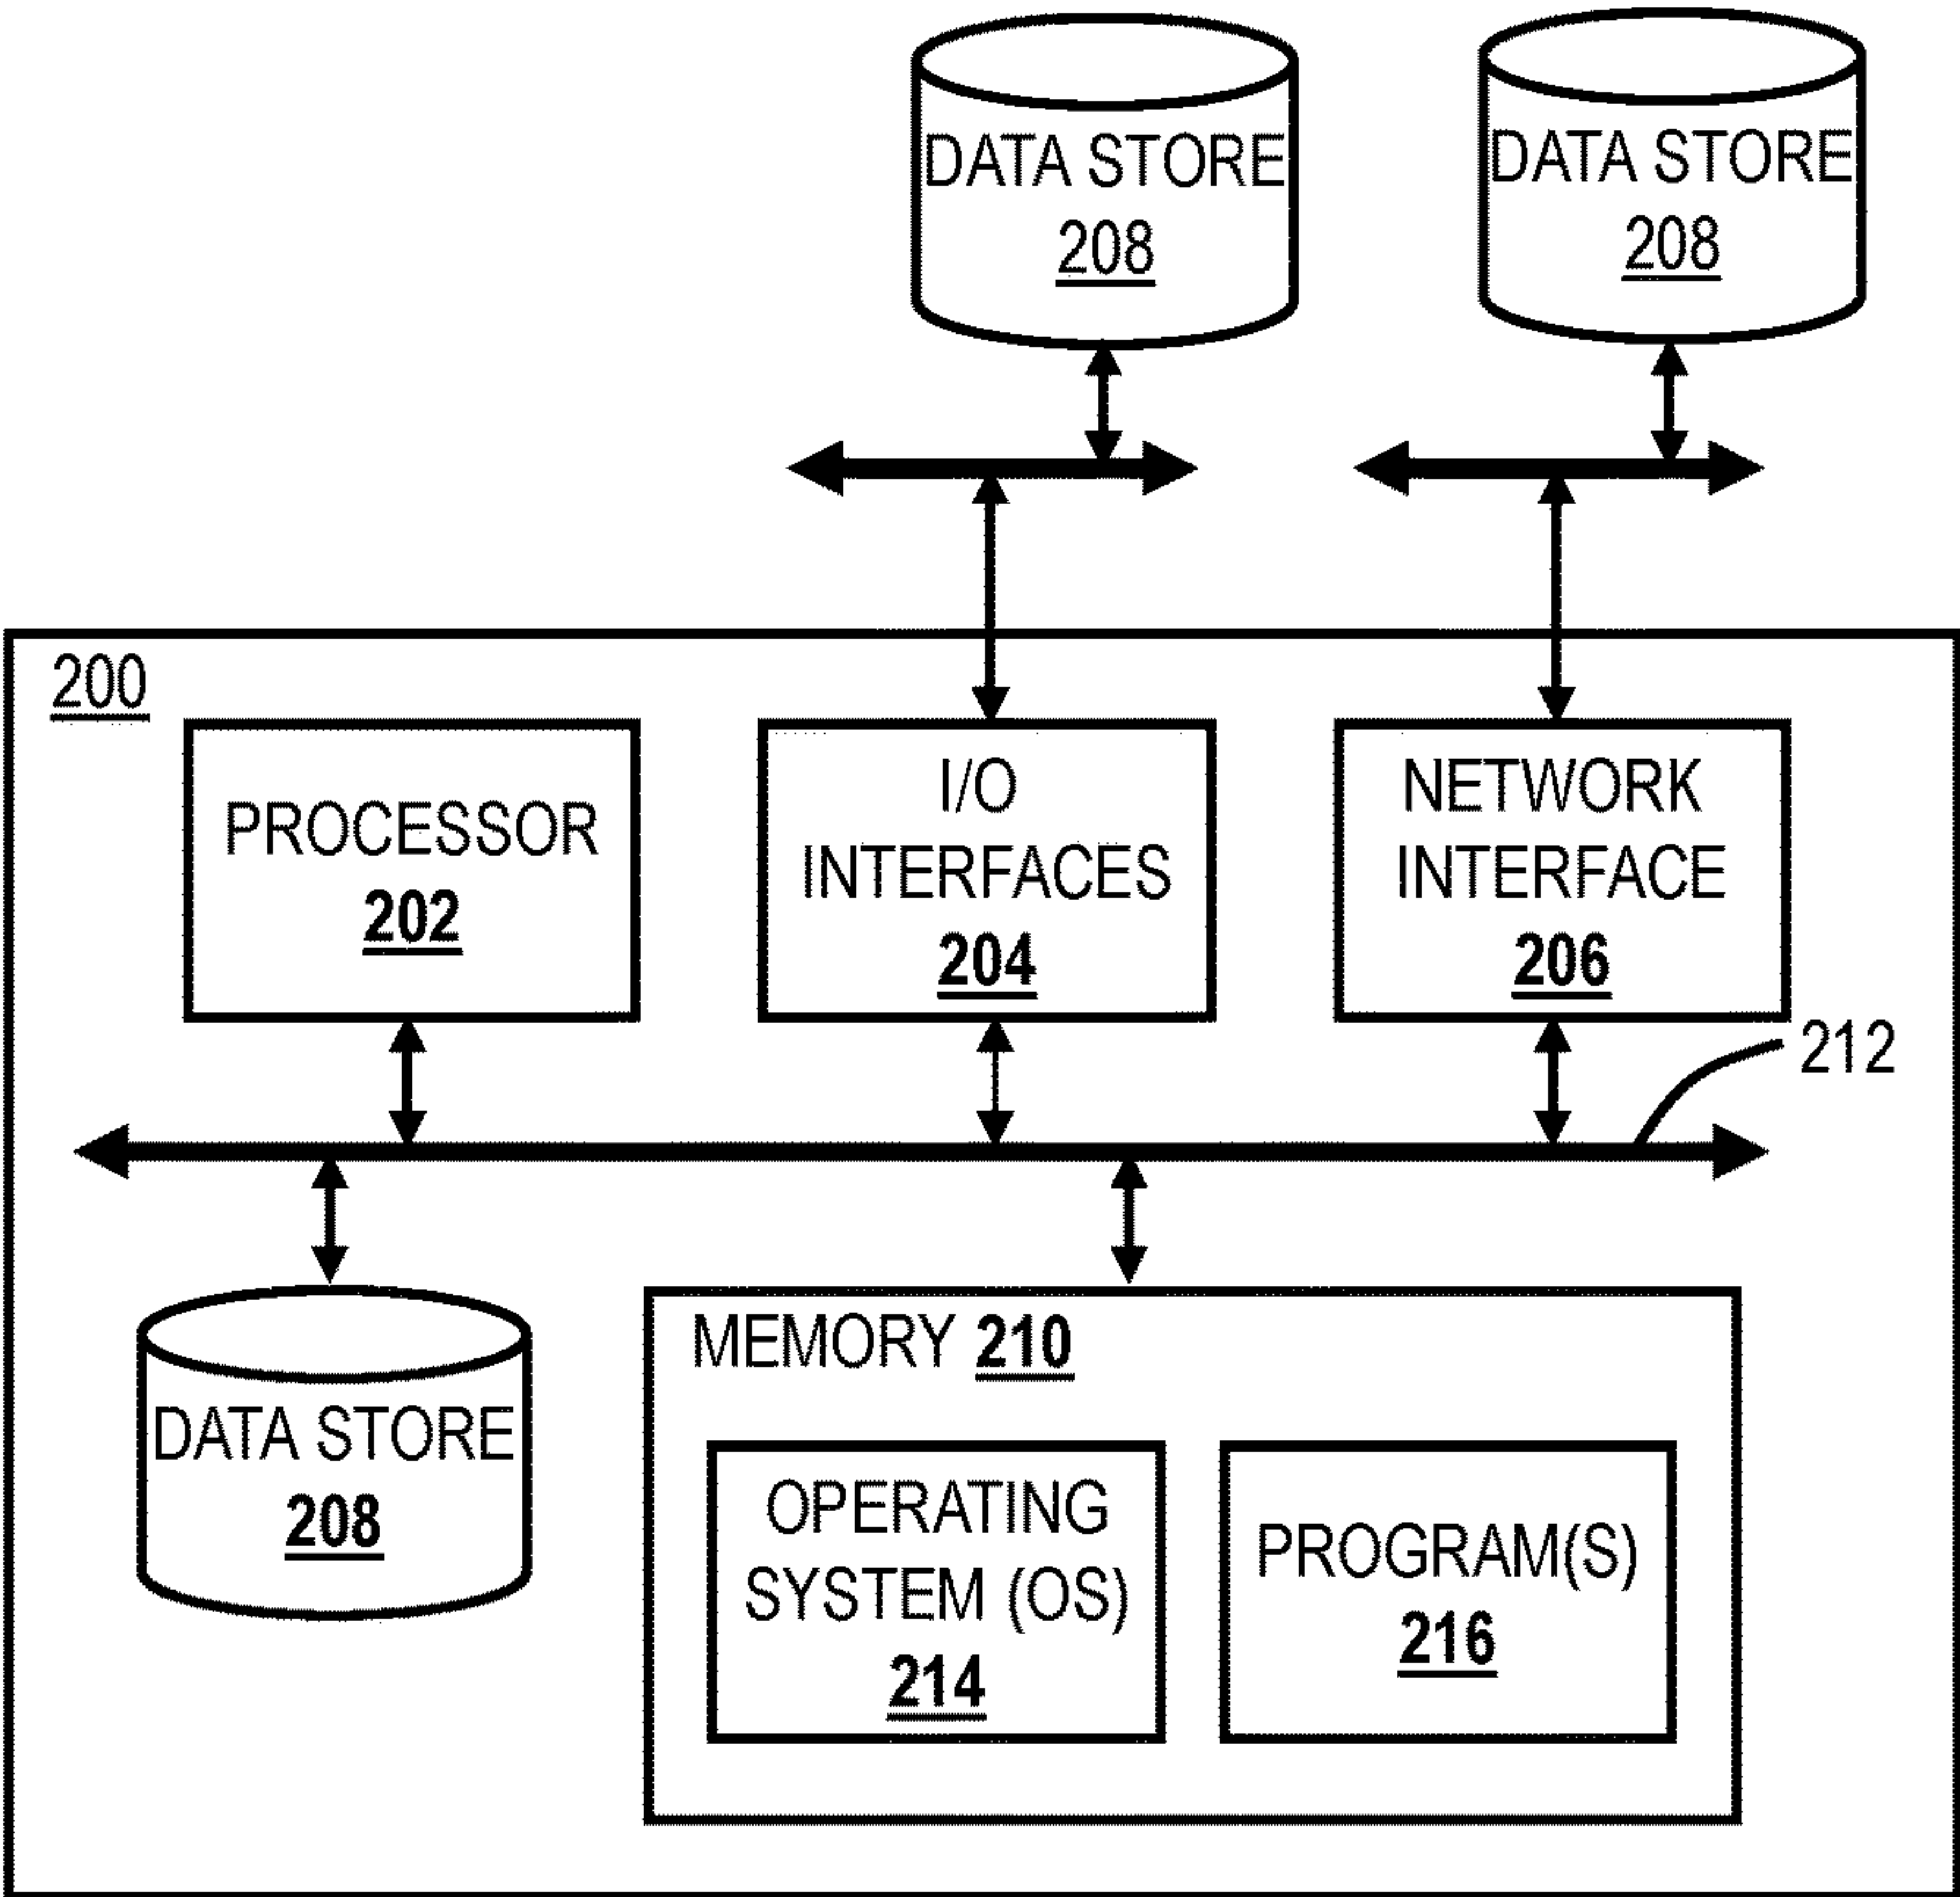 DATA STORE
208
DATA STORE
208
200
PROCESSOR
202
I/O
INTERFACES
204
NETWORK
INTERFACE
206
212
DATA STORE
208
MEMORY 210
OPERATING
SYSTEM (OS)
214
PROGRAM(S)
216